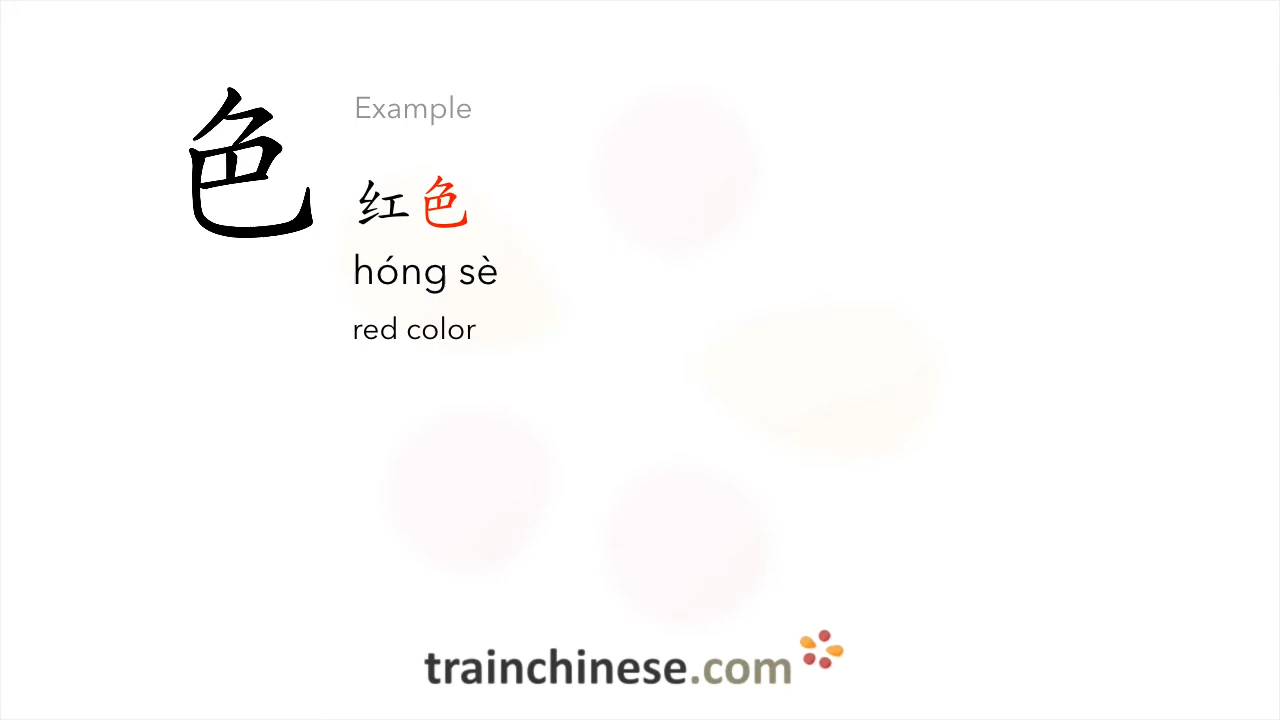 色
Example
红色
hóng sè
red color
trainchinese.com